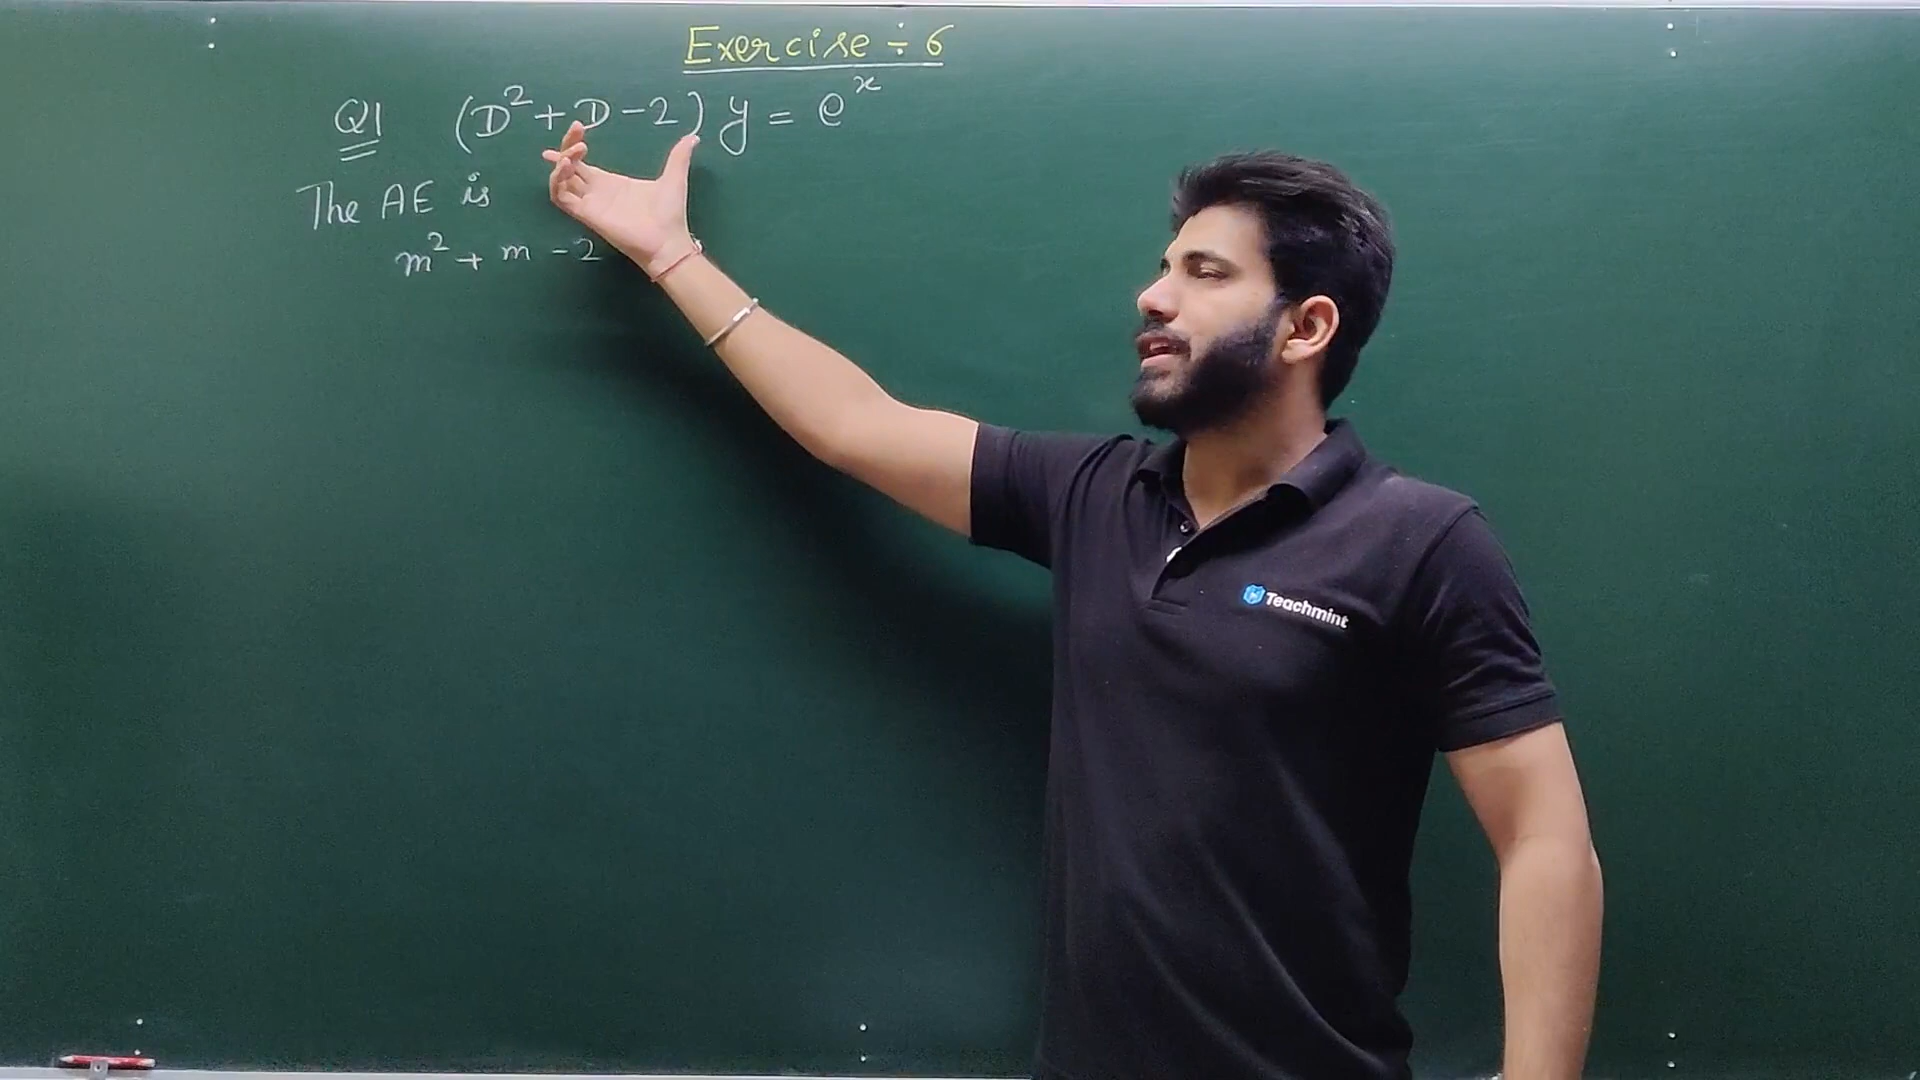 Exercise ÷ 6
Q1 (D² + D - 2) y = eˣ
The AE is
m² + m - 2
Teachmint